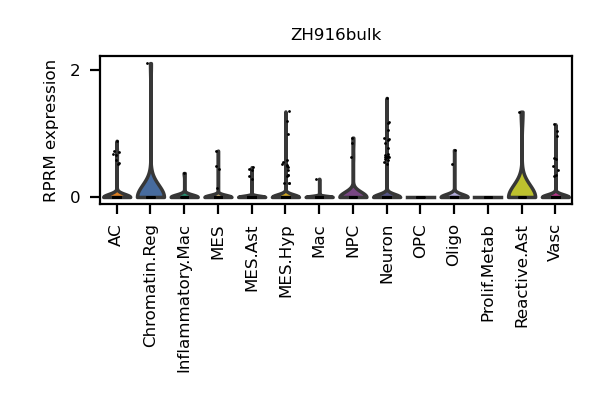 ZH916bulk
RPRM expression
2
0
AC
Chromatin.Reg
Inflammatory.Mac
MES
MES.Ast
MES.Hyp
Mac
NPC
Neuron
OPC
Oligo
Prolif.Metab
Reactive.Ast
Vasc